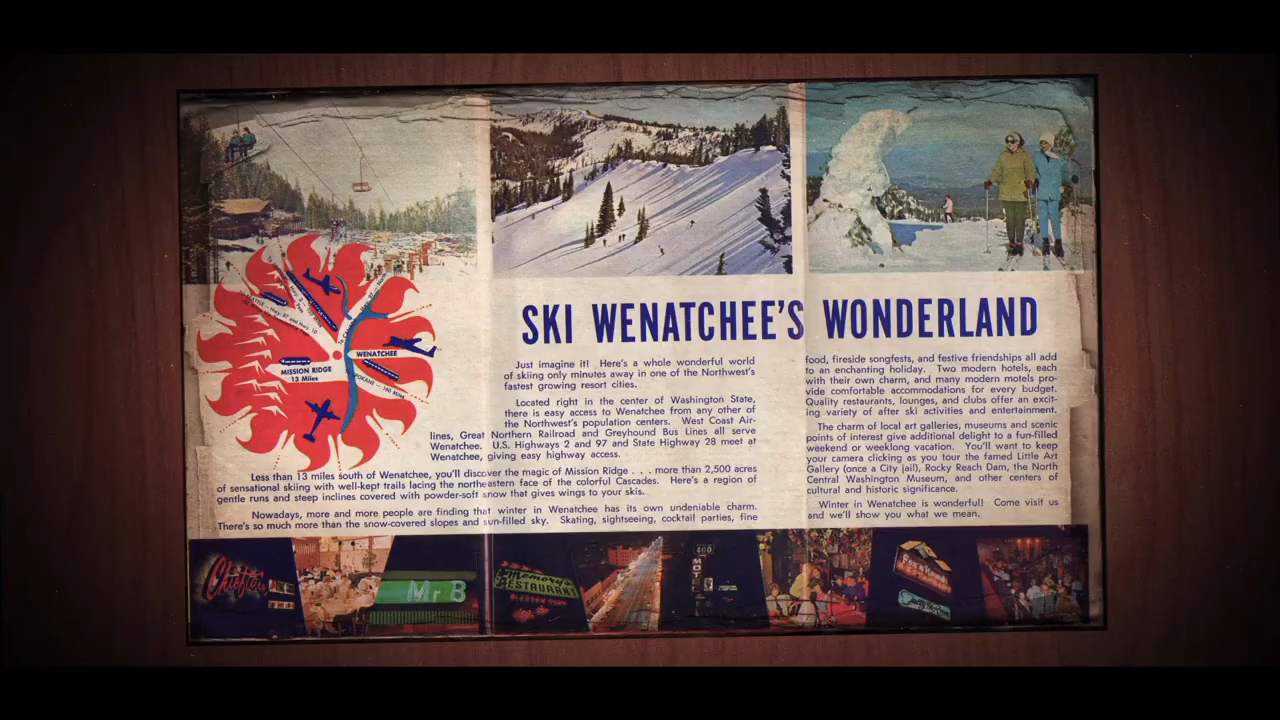 SKI WENATCHEE'S WONDERLAND
WENATCHEE
MISSION RIDGE
13 Miles
SPOKANE — 160 MILES
Just imagine it! Here's a whole wonderful world
of skiing only minutes away in one of the Northwest's
fastest growing resort cities.
Located right in the center of Washington State,
there is easy access to Wenatchee from any other of
the Northwest's population centers. West Coast Air-
lines, Great Northern Railroad and Greyhound Bus Lines all serve
Wenatchee. U.S. Highways 2 and 97 and State Highway 28 meet at
Wenatchee, giving easy highway access.
Less than 13 miles south of Wenatchee, you'll discover the magic of Mission Ridge . . . more than 2,500 acres
of sensational skiing with well-kept trails lacing the northeastern face of the colorful Cascades. Here's a region of
gentle runs and steep inclines covered with powder-soft snow that gives wings to your skis.
Nowadays, more and more people are finding that winter in Wenatchee has its own undeniable charm.
There's so much more than the snow-covered slopes and sun-filled sky. Skating, sightseeing, cocktail parties, fine
food, fireside songfests, and festive friendships all add
to an enchanting holiday. Two modern hotels, each
with their own charm, and many modern motels pro-
vide comfortable accommodations for every budget.
Quality restaurants, lounges, and clubs offer an excit-
ing variety of after ski activities and entertainment.
The charm of local art galleries, museums and scenic
points of interest give additional delight to a fun-filled
weekend or weeklong vacation. You'll want to keep
your camera clicking as you tour the famed Little Art
Gallery (once a City jail), Rocky Reach Dam, the North
Central Washington Museum, and other centers of
cultural and historic significance.
Winter in Wenatchee is wonderful! Come visit us
and we'll show you what we mean.
Chieftain
Mr B
RESTAURANT
MOTEL